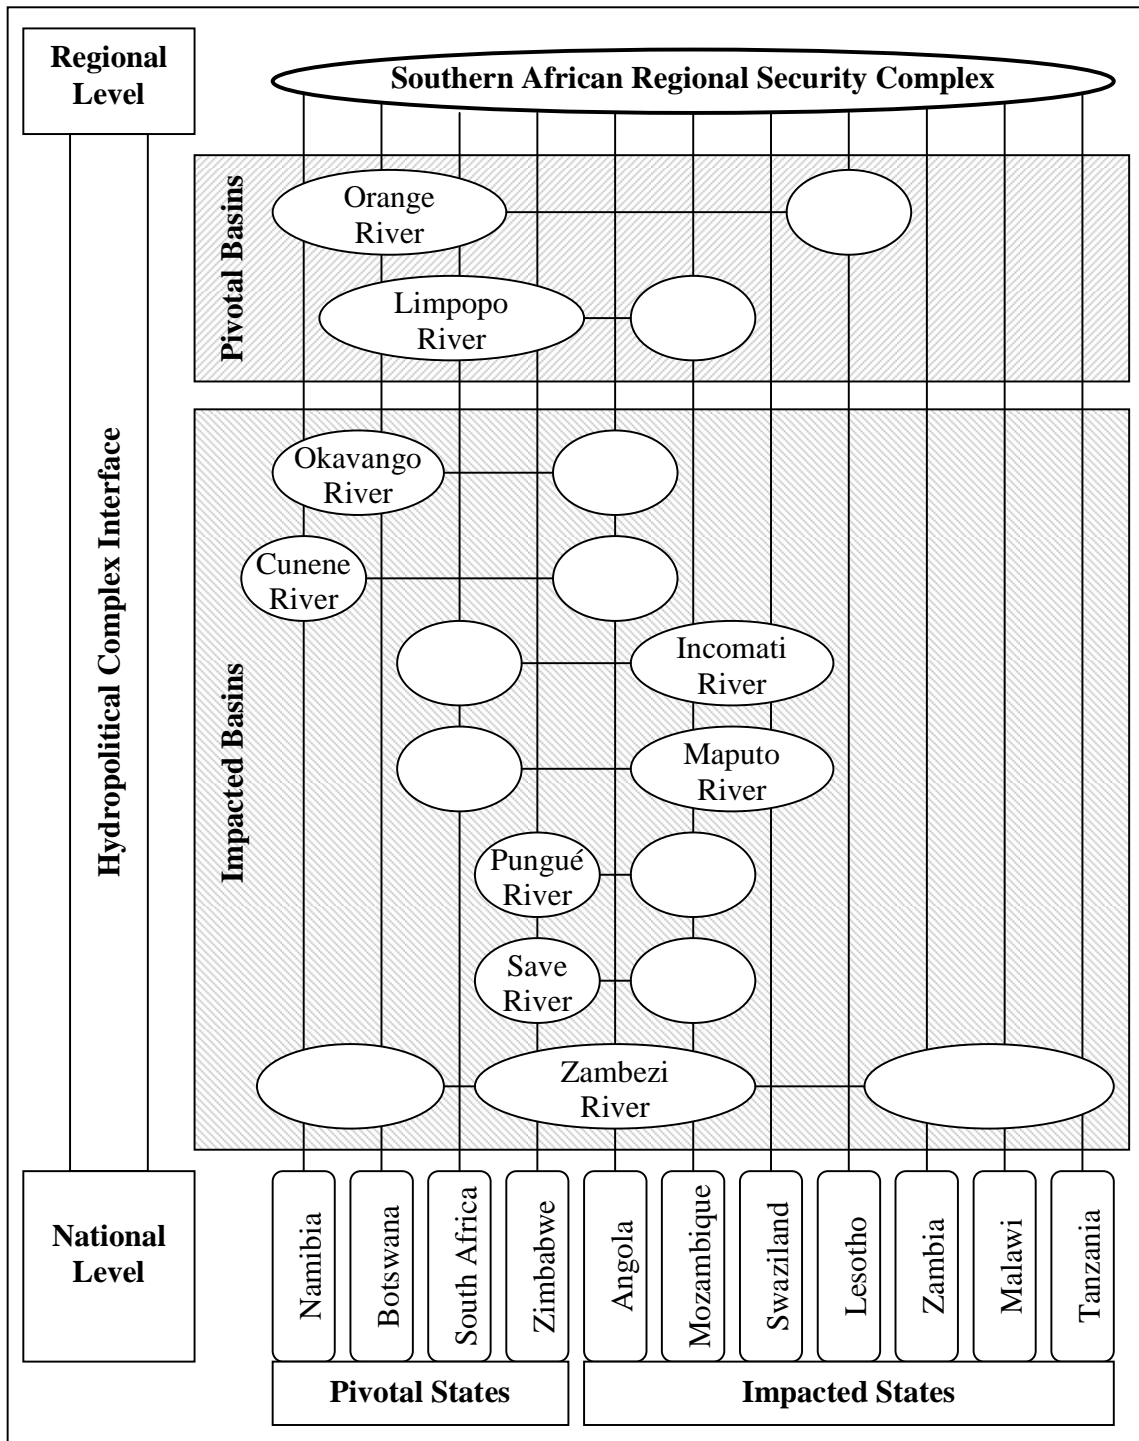 Regional
Level
Southern African Regional Security Complex
Pivotal Basins
Orange
River
Limpopo
River
Hydropolitical Complex Interface
Impacted Basins
Okavango
River
Cunene
River
Incomati
River
Maputo
River
Pungué
River
Save
River
Zambezi
River
National
Level
Namibia
Botswana
South Africa
Zimbabwe
Angola
Mozambique
Swaziland
Lesotho
Zambia
Malawi
Tanzania
Pivotal States
Impacted States